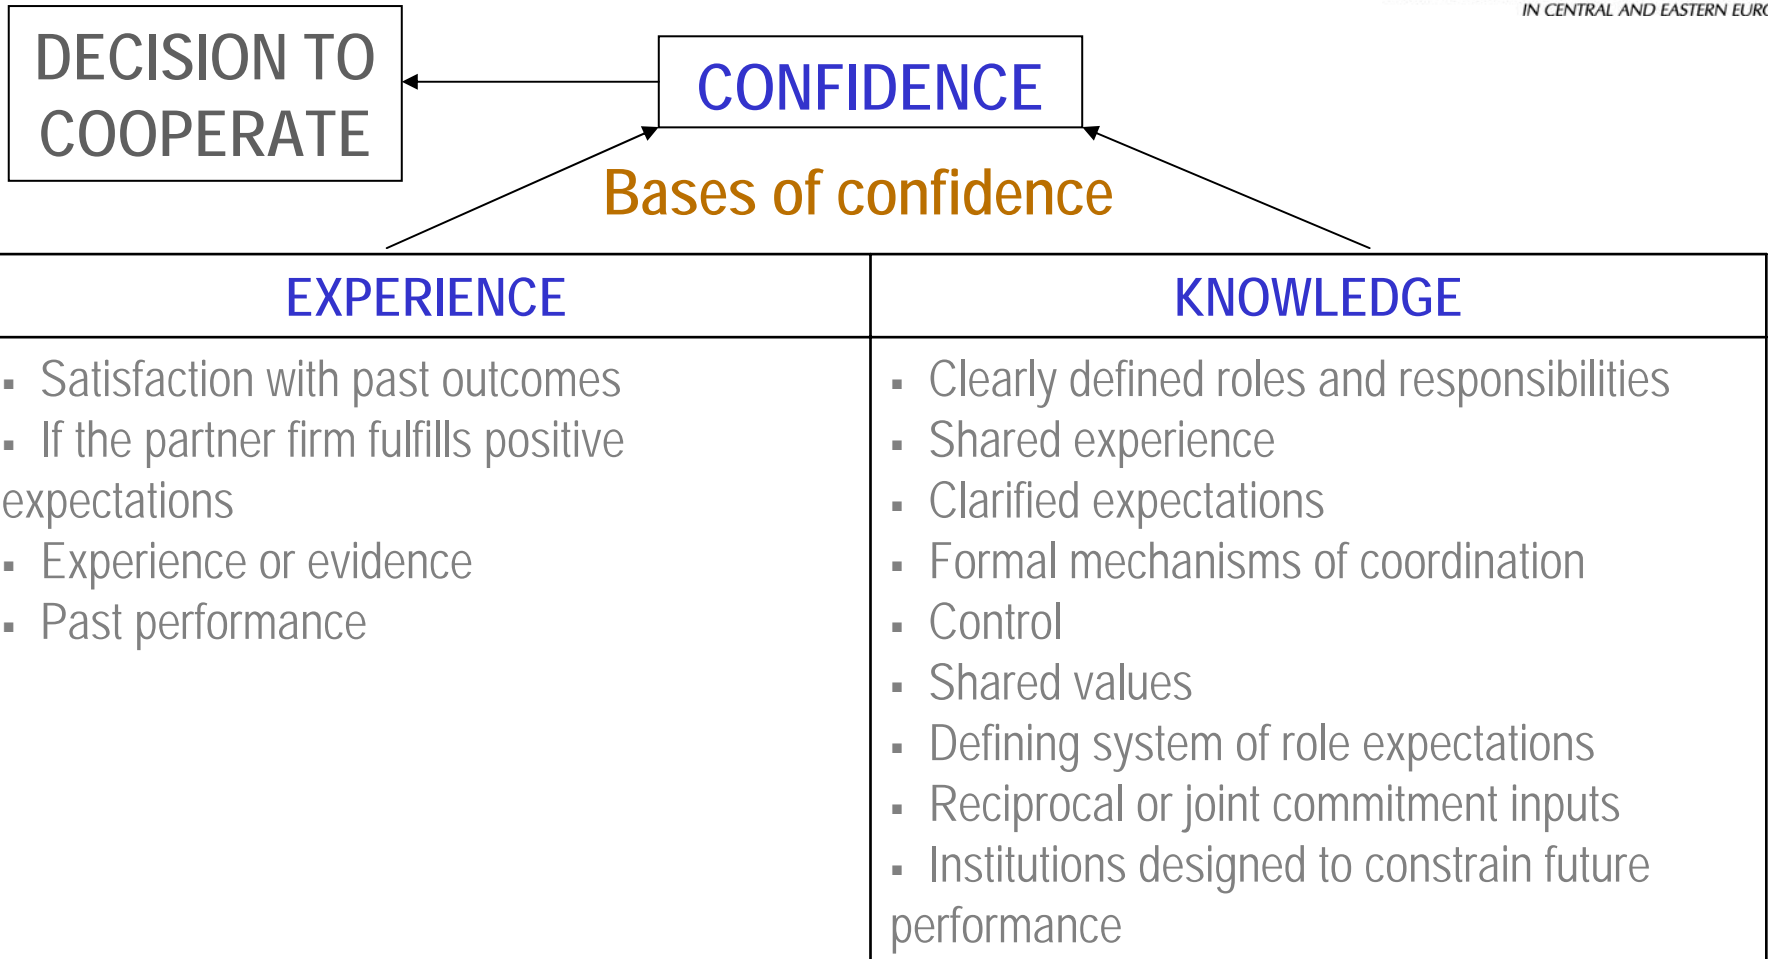 IN CENTRAL AND EASTERN
DECISION TO
COOPERATE
CONFIDENCE
Bases of confidence
EXPERIENCE
▪ Satisfaction with past outcomes
▪ If the partner firm fulfills positive
expectations
▪ Experience or evidence
▪ Past performance
KNOWLEDGE
▪ Clearly defined roles and responsibilities
▪ Shared experience
▪ Clarified expectations
▪ Formal mechanisms of coordination
▪ Control
▪ Shared values
▪ Defining system of role expectations
▪ Reciprocal or joint commitment inputs
▪ Institutions designed to constrain future
performance